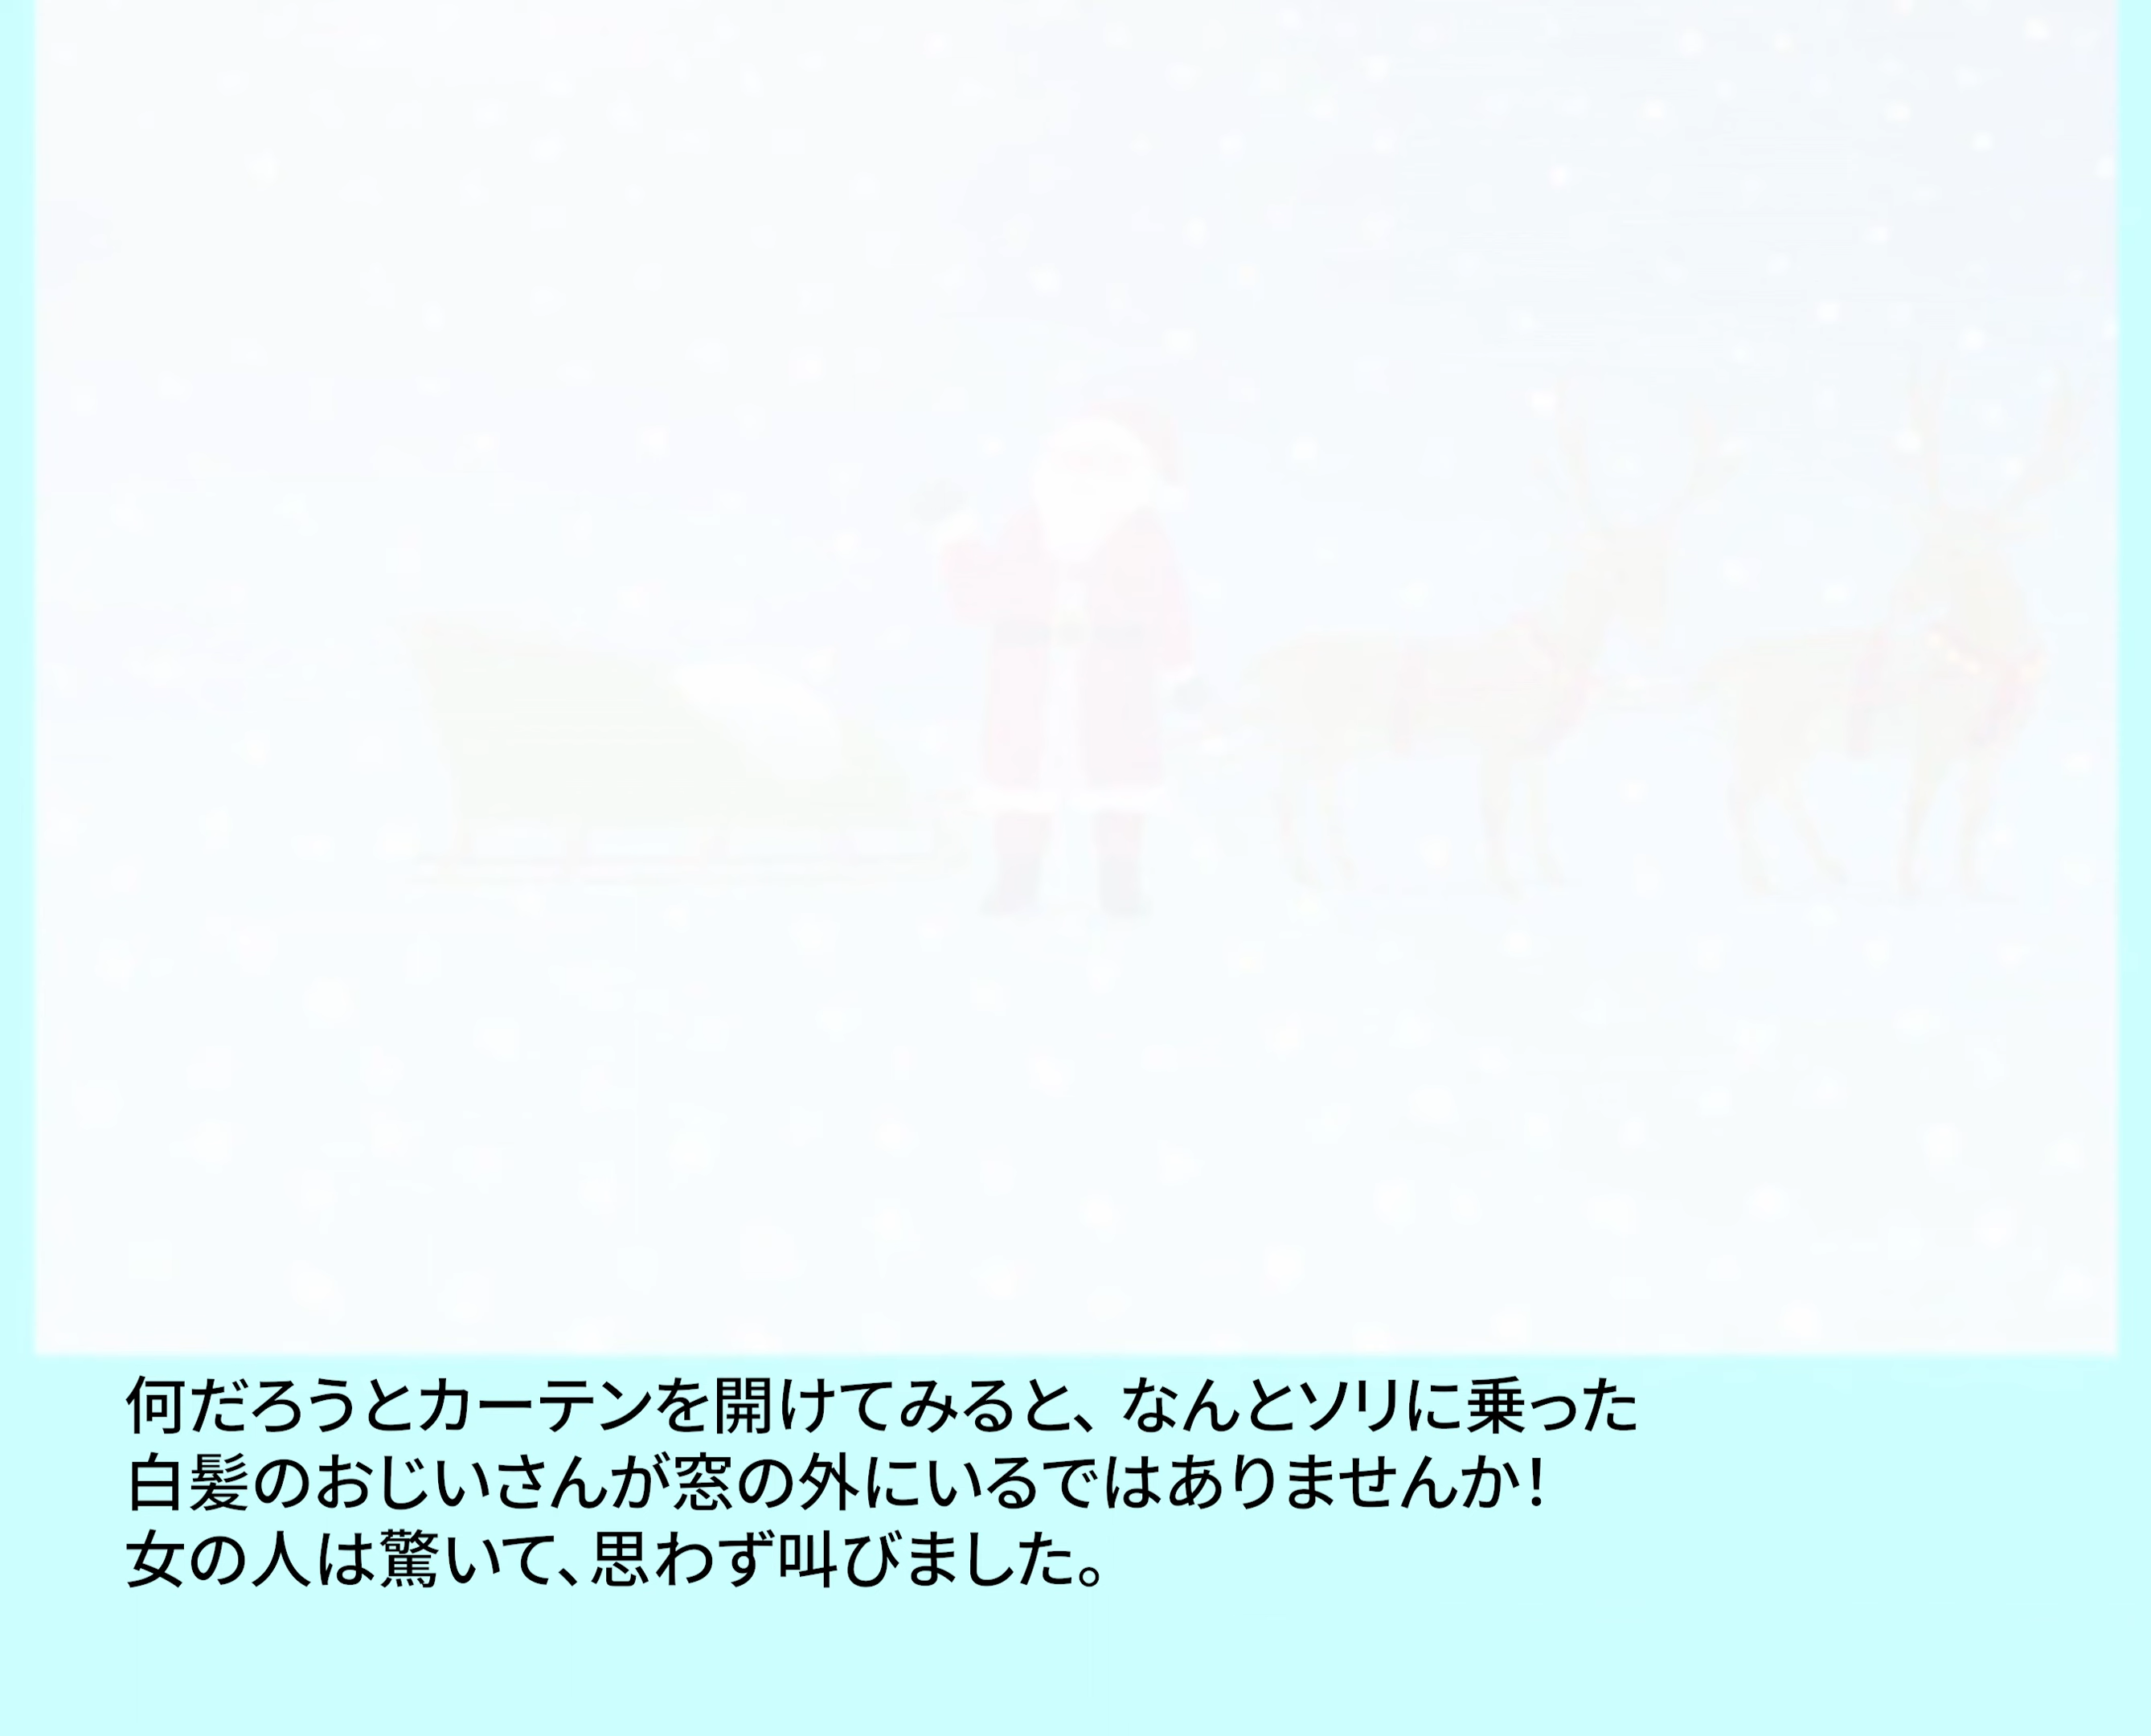 何だろうとカーテンを開けてみると、なんとソリに乗った
白髪のおじいさんが窓の外にいるではありませんか！
女の人は驚いて、思わず叫びました。